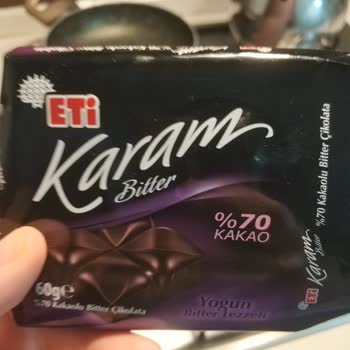 ETİ
Karam
Bitter
%70
KAKAO
60g℮
%70 Kakaolu Bitter Çikolata
Yoğun
Bitter Lezzeti
ETİ Karam
Bitter
%70 Kakaolu Bitter Çikolata